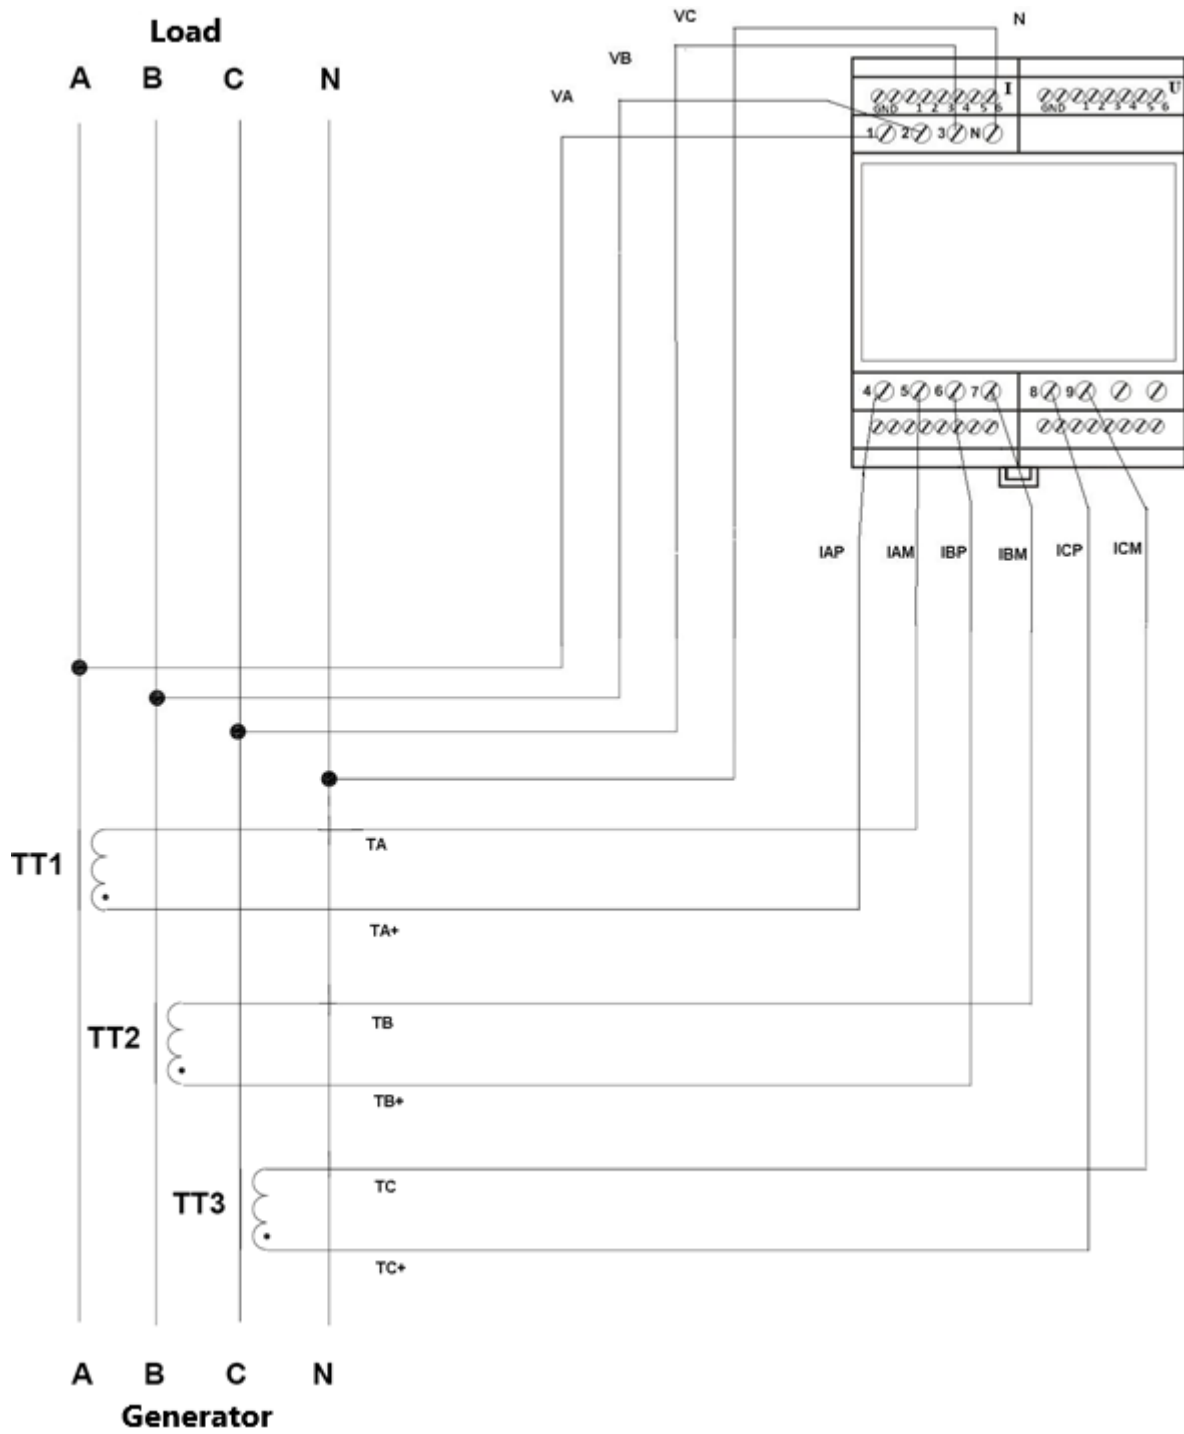 Load
A B C N
VA
VB
VC
N
I
U
GND 1 2 3 4 5 6
GND 1 2 3 4 5 6
1 2 3 N
4 5 6 7 8 9
IAP IAM IBP IBM ICP ICM
TT1
TA
TA+
TT2
TB
TB+
TT3
TC
TC+
A B C N
Generator